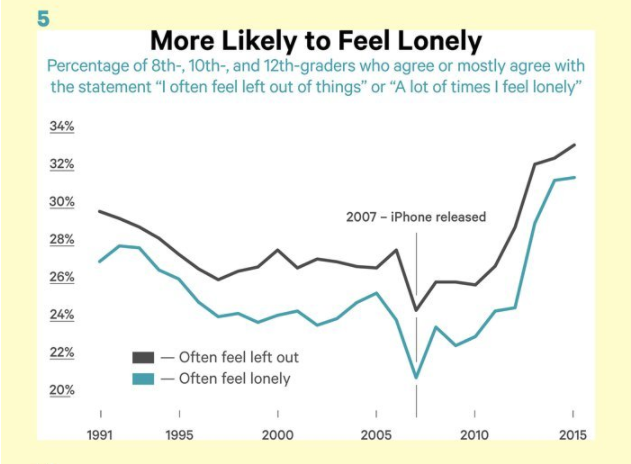 5
More Likely to Feel Lonely
Percentage of 8th-, 10th-, and 12th-graders who agree or mostly agree with
the statement “I often feel left out of things” or “A lot of times I feel lonely”
34%
32%
30%
28%
26%
24%
22%
20%
2007 – iPhone released
— Often feel left out
— Often feel lonely
1991 1995 2000 2005 2010 2015